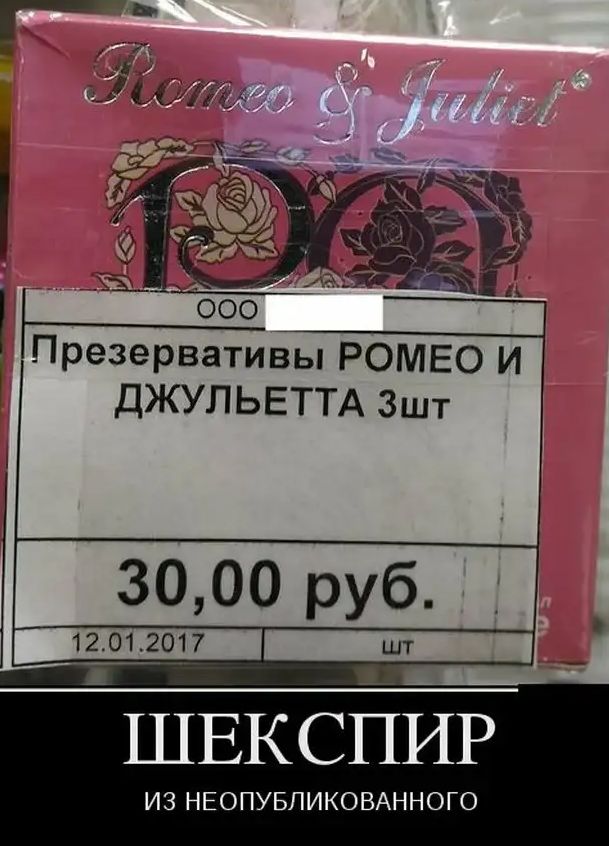 Romeo & Juliet®
ООО
Презервативы РОМЕО И
ДЖУЛЬЕТТА 3шт
30,00 руб.
12.01.2017 шт
ШЕКСПИР
ИЗ НЕОПУБЛИКОВАННОГО